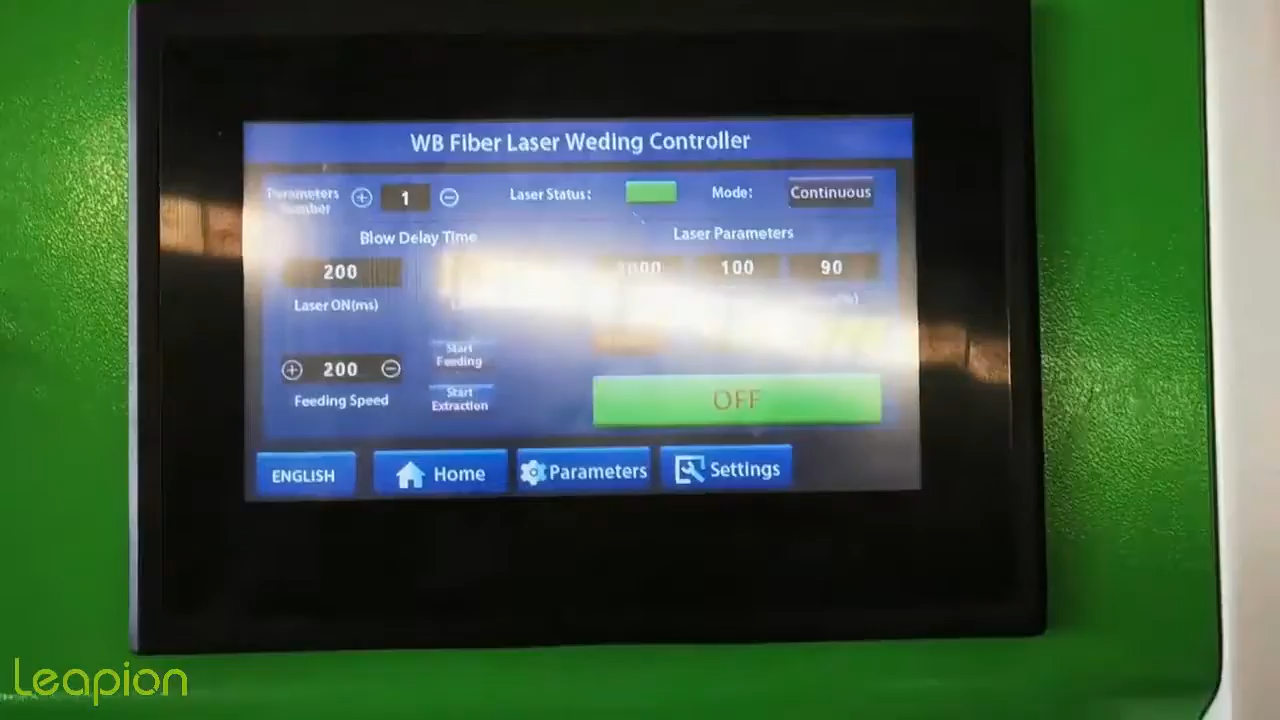 WB Fiber Laser Weding Controller
Parameters
Number
1
Laser Status:
Mode:
Continuous
Blow Delay Time
Laser Parameters
200
100
90
Laser ON(ms)
200
Feeding Speed
Start
Feeding
Start
Extraction
OFF
ENGLISH
Home
Parameters
Settings
Leapion